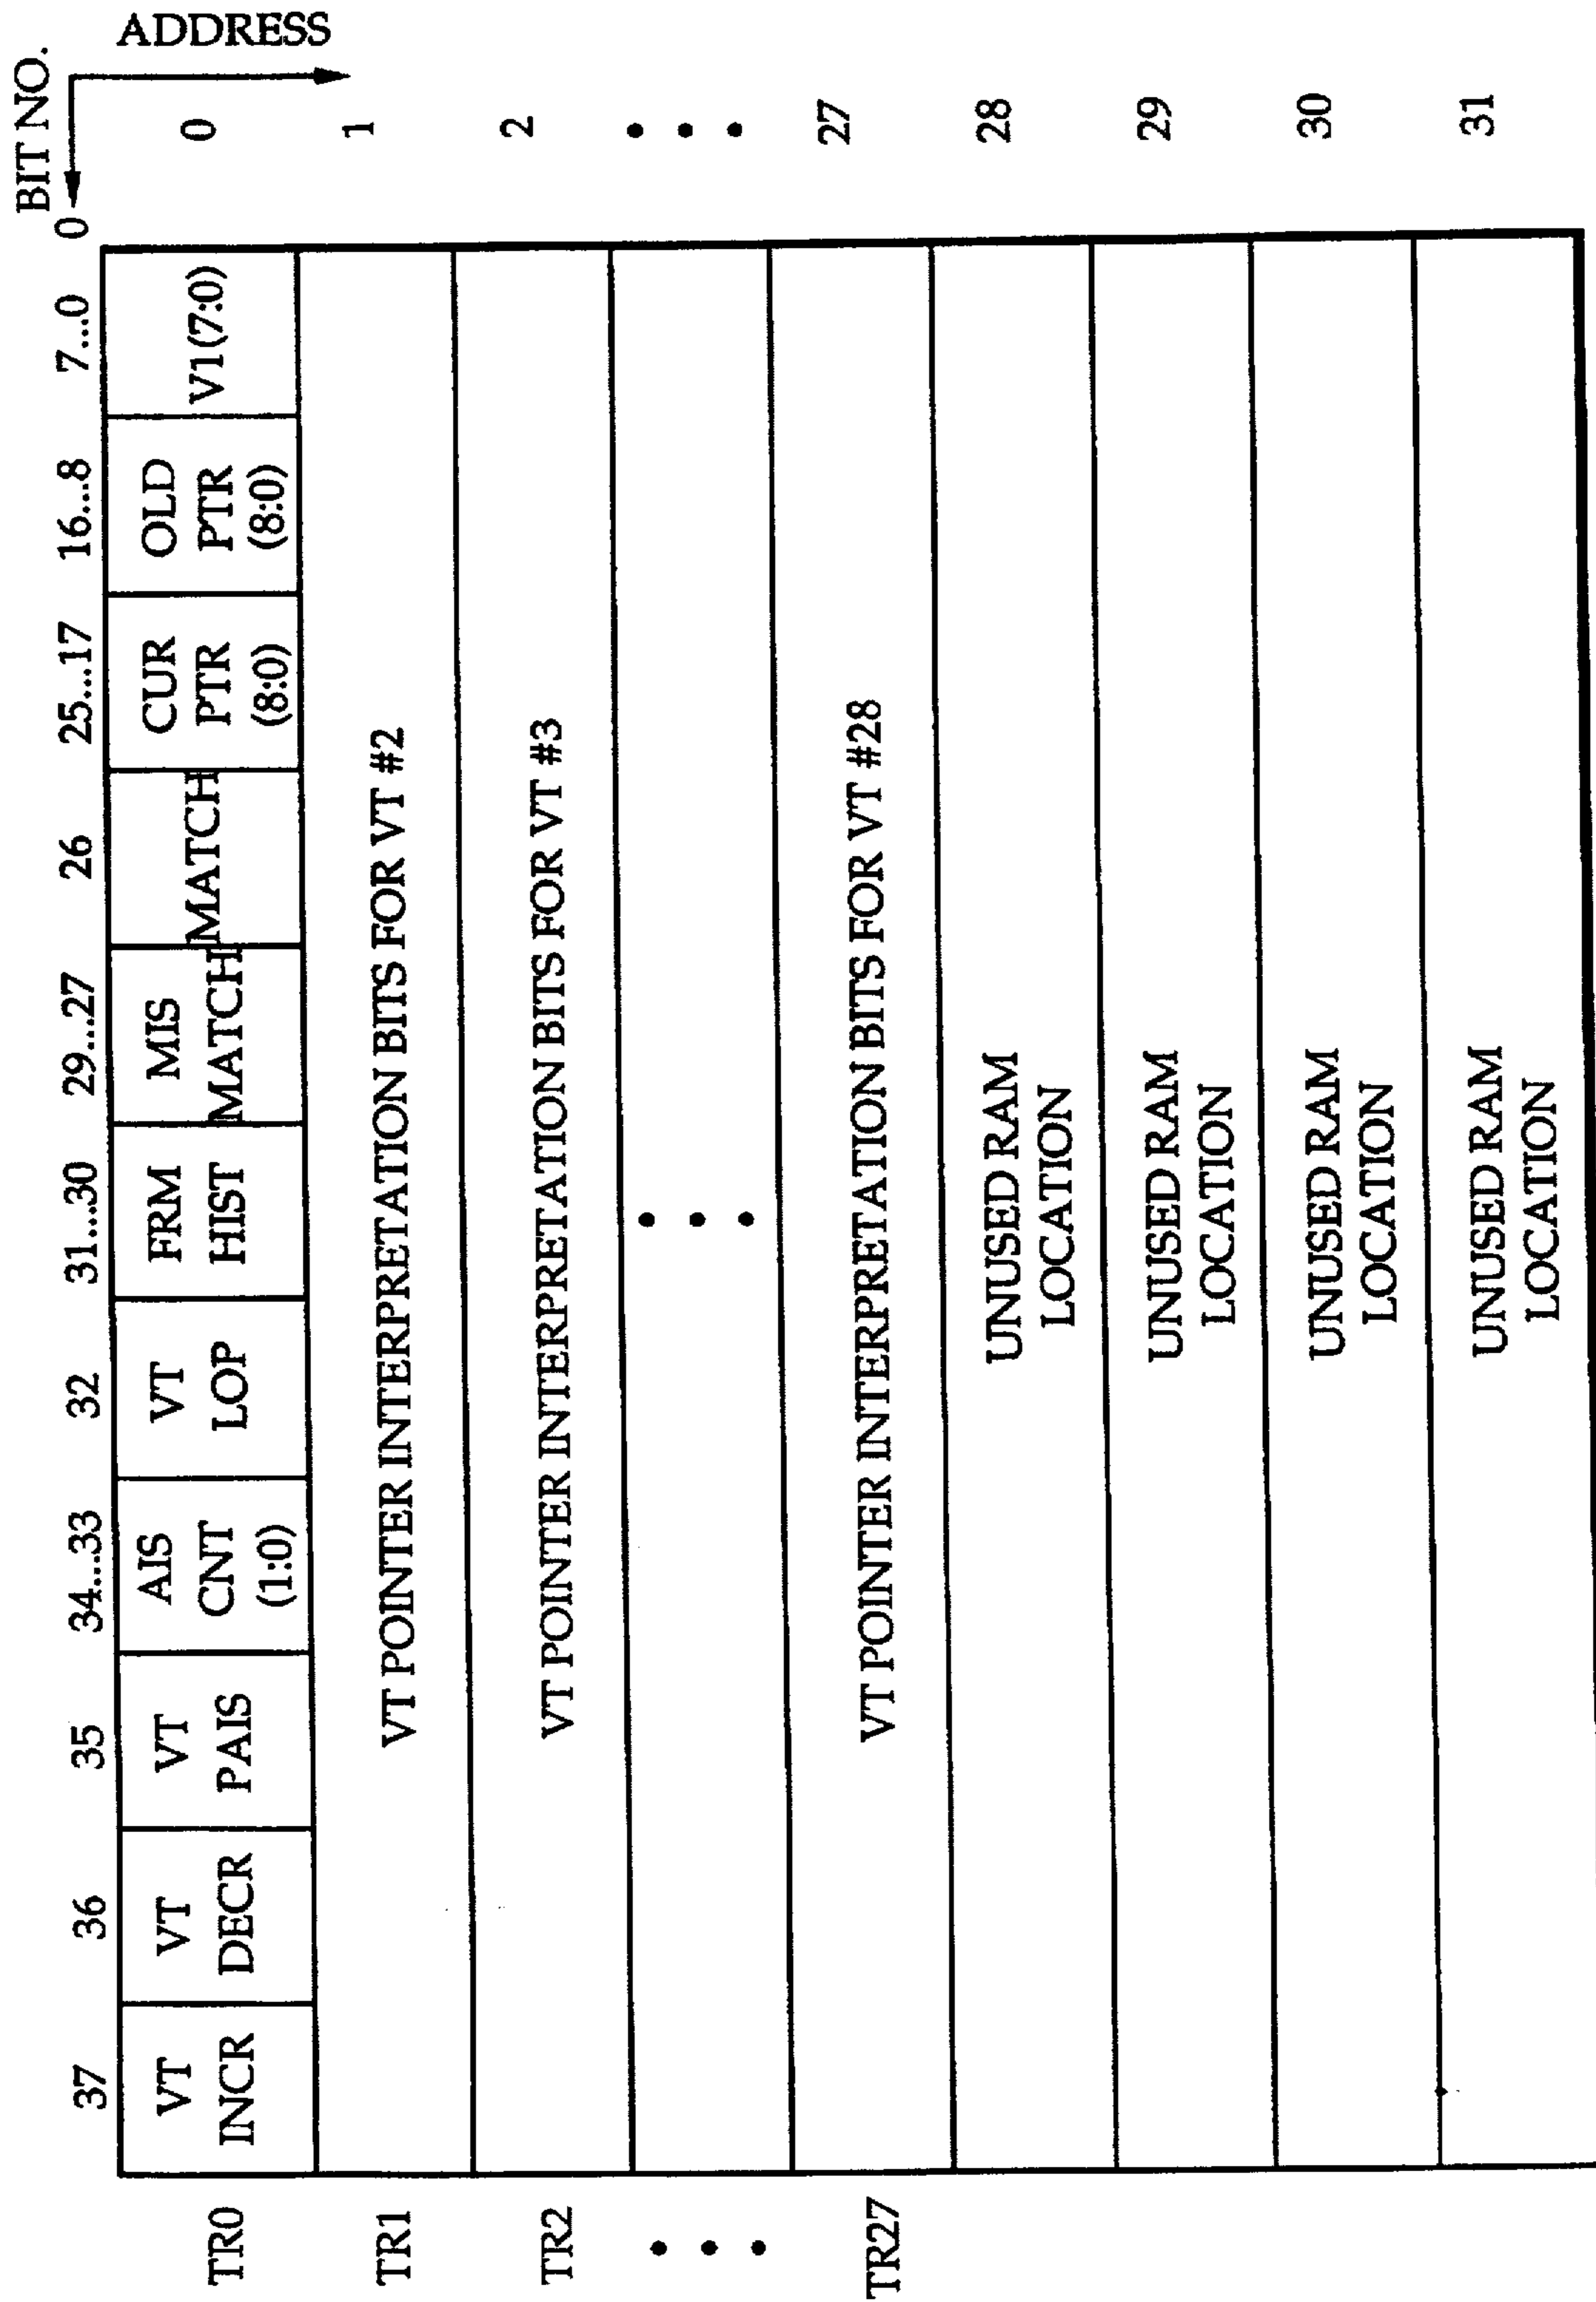 BIT NO.
37 36 35 34...33 32 31...30 29...27 26 25...17 16...8 7...0 0
ADDRESS
TR0
VT
INCR
VT
DECR
VT
PAIS
AIS
CNT
(1:0)
VT
LOP
FRM
HIST
MIS
MATCH
MATCH
CUR
PTR
(8:0)
OLD
PTR
(8:0)
V1(7:0)
0
TR1 VT POINTER INTERPRETATION BITS FOR VT #2 1
TR2 VT POINTER INTERPRETATION BITS FOR VT #3 2
TR27 VT POINTER INTERPRETATION BITS FOR VT #28 27
UNUSED RAM
LOCATION
28
UNUSED RAM
LOCATION
29
UNUSED RAM
LOCATION
30
UNUSED RAM
LOCATION
31